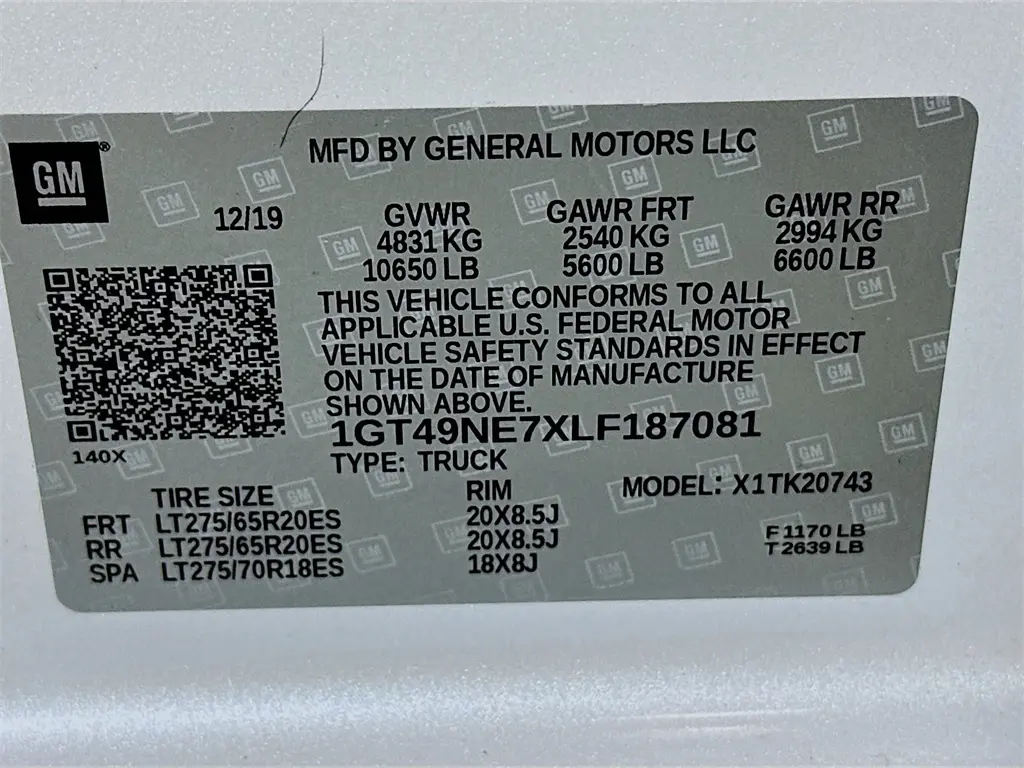 GM®
MFD BY GENERAL MOTORS LLC
12/19
GVWR GAWR FRT GAWR RR
4831 KG 2540 KG 2994 KG
10650 LB 5600 LB 6600 LB
THIS VEHICLE CONFORMS TO ALL
APPLICABLE U.S. FEDERAL MOTOR
VEHICLE SAFETY STANDARDS IN EFFECT
ON THE DATE OF MANUFACTURE
SHOWN ABOVE.
1GT49NE7XLF187081
140X
TYPE: TRUCK
TIRE SIZE RIM MODEL: X1TK20743
FRT LT275/65R20ES 20X8.5J
RR LT275/65R20ES 20X8.5J
SPA LT275/70R18ES 18X8J
F 1170 LB
T 2639 LB